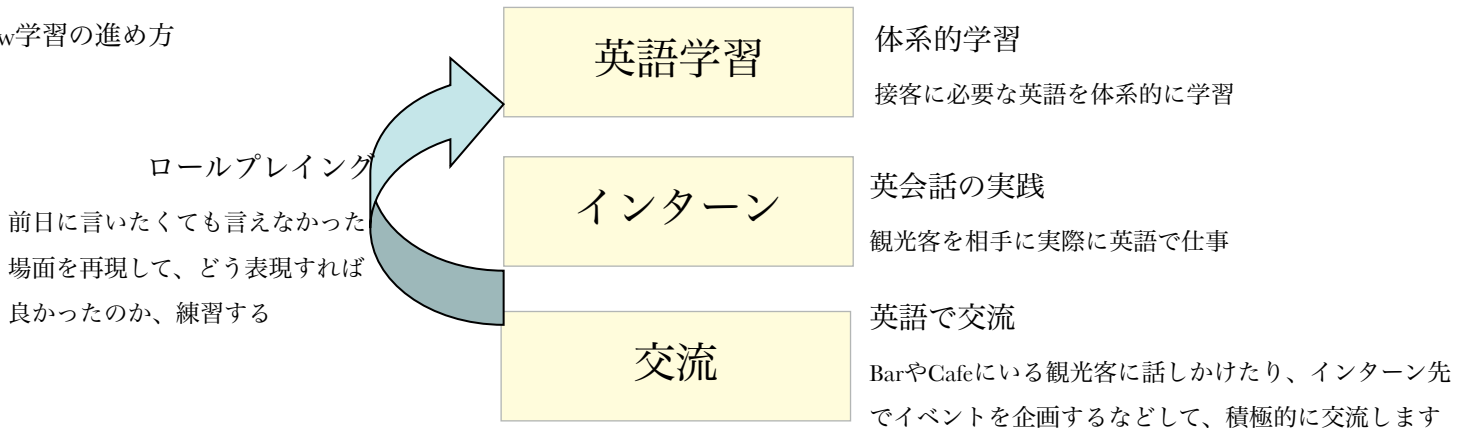 w学習の進め方
英語学習
体系的学習
接客に必要な英語を体系的に学習
ロールプレイング
前日に言いたくても言えなかった
場面を再現して、どう表現すれば
良かったのか、練習する
インターン
英会話の実践
観光客を相手に実際に英語で仕事
交流
英語で交流
BarやCafeにいる観光客に話しかけたり、インターン先
でイベントを企画するなどして、積極的に交流します